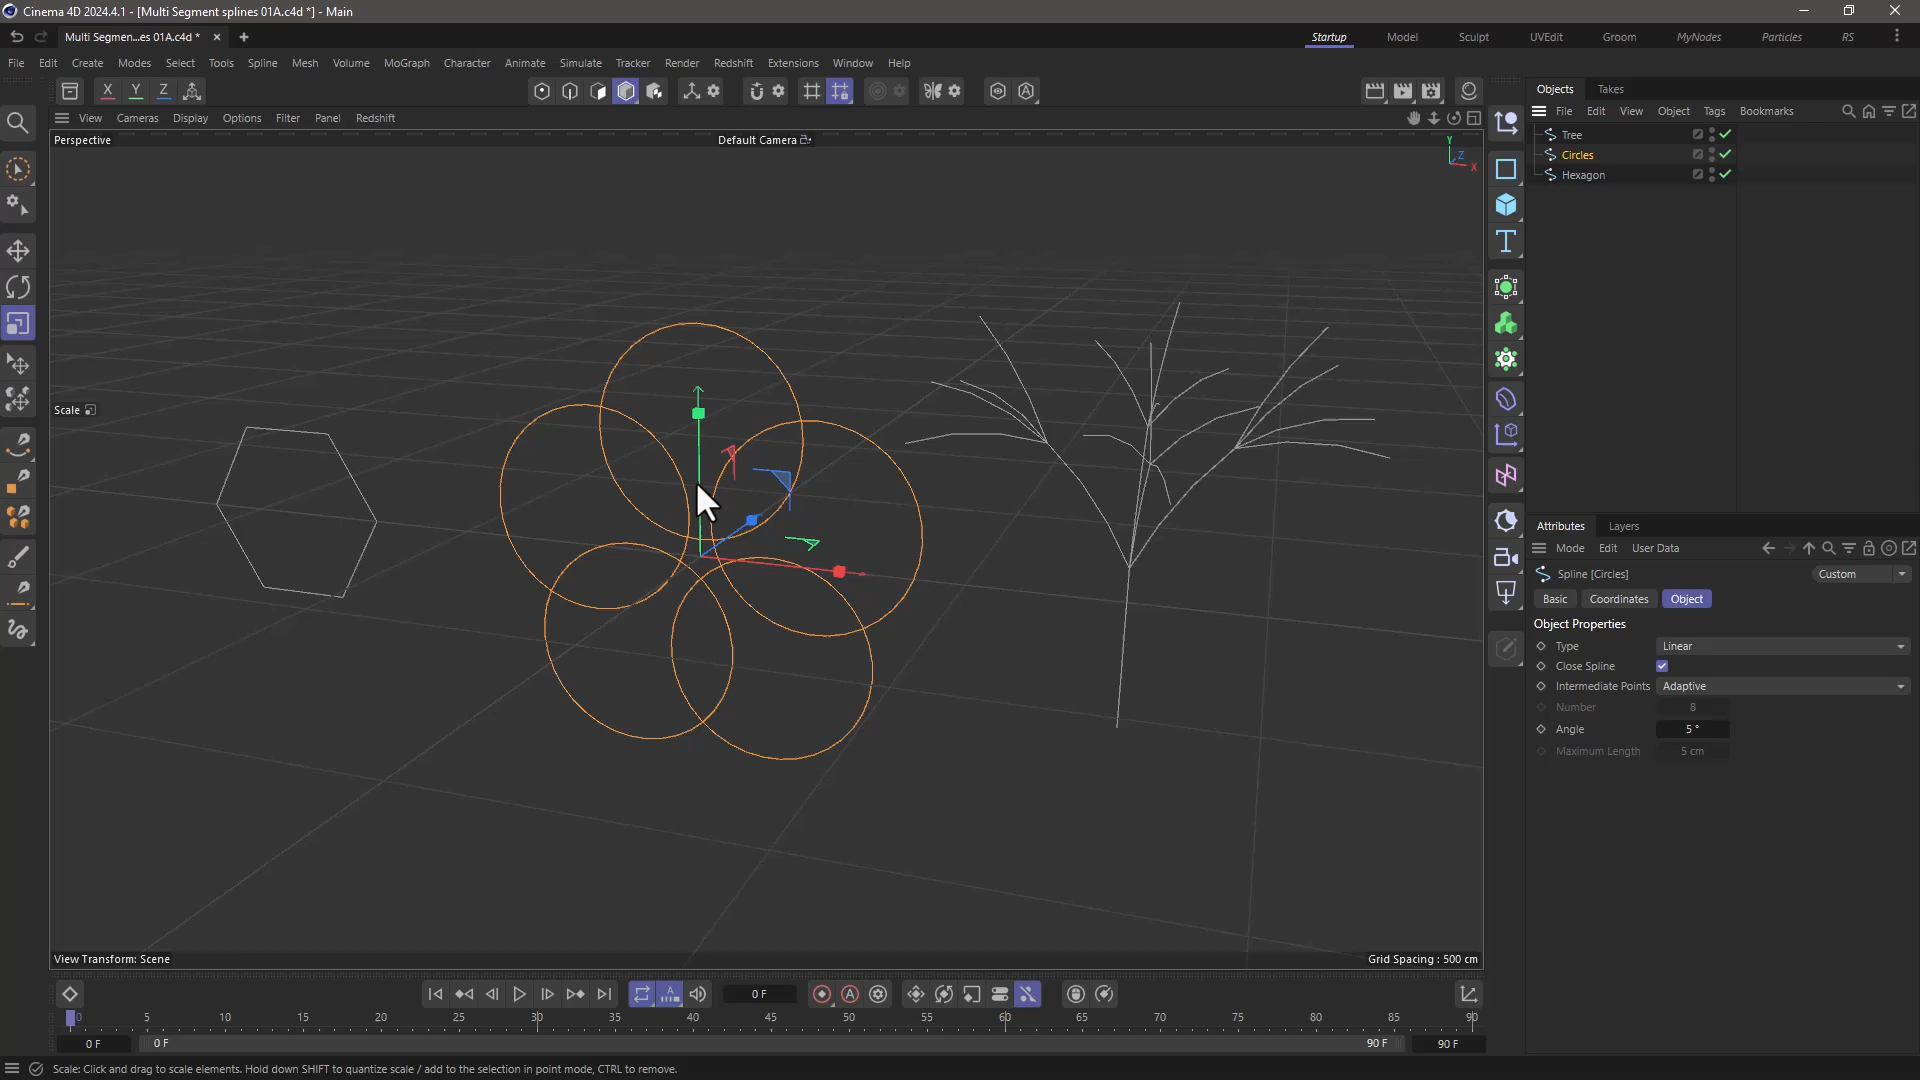 Cinema 4D 2024.4.1 - [Multi Segment splines 01A.c4d *] - Main
Multi Segmen...es 01A.c4d *
Startup
Model
Sculpt
UVEdit
Groom
MyNodes
Particles
RS
File Edit Create Modes Select Tools Spline Mesh Volume MoGraph Character Animate Simulate Tracker Render Redshift Extensions Window Help
X Y Z
Objects Takes
File Edit View Object Tags Bookmarks
View Cameras Display Options Filter Panel Redshift
Perspective
Default Camera
Y
Z
X
Tree
Circles
Hexagon
Scale
Attributes Layers
Mode Edit User Data
Spline [Circles]
Custom
Basic Coordinates Object
Object Properties
Type Linear
Close Spline
Intermediate Points Adaptive
Number 8
Angle 5 °
Maximum Length 5 cm
View Transform: Scene
Grid Spacing : 500 cm
0 F
0 5 10 15 20 25 30 35 40 45 50 55 60 65 70 75 80 85 90
0 F 0 F 90 F 90 F
Scale: Click and drag to scale elements. Hold down SHIFT to quantize scale / add to the selection in point mode, CTRL to remove.